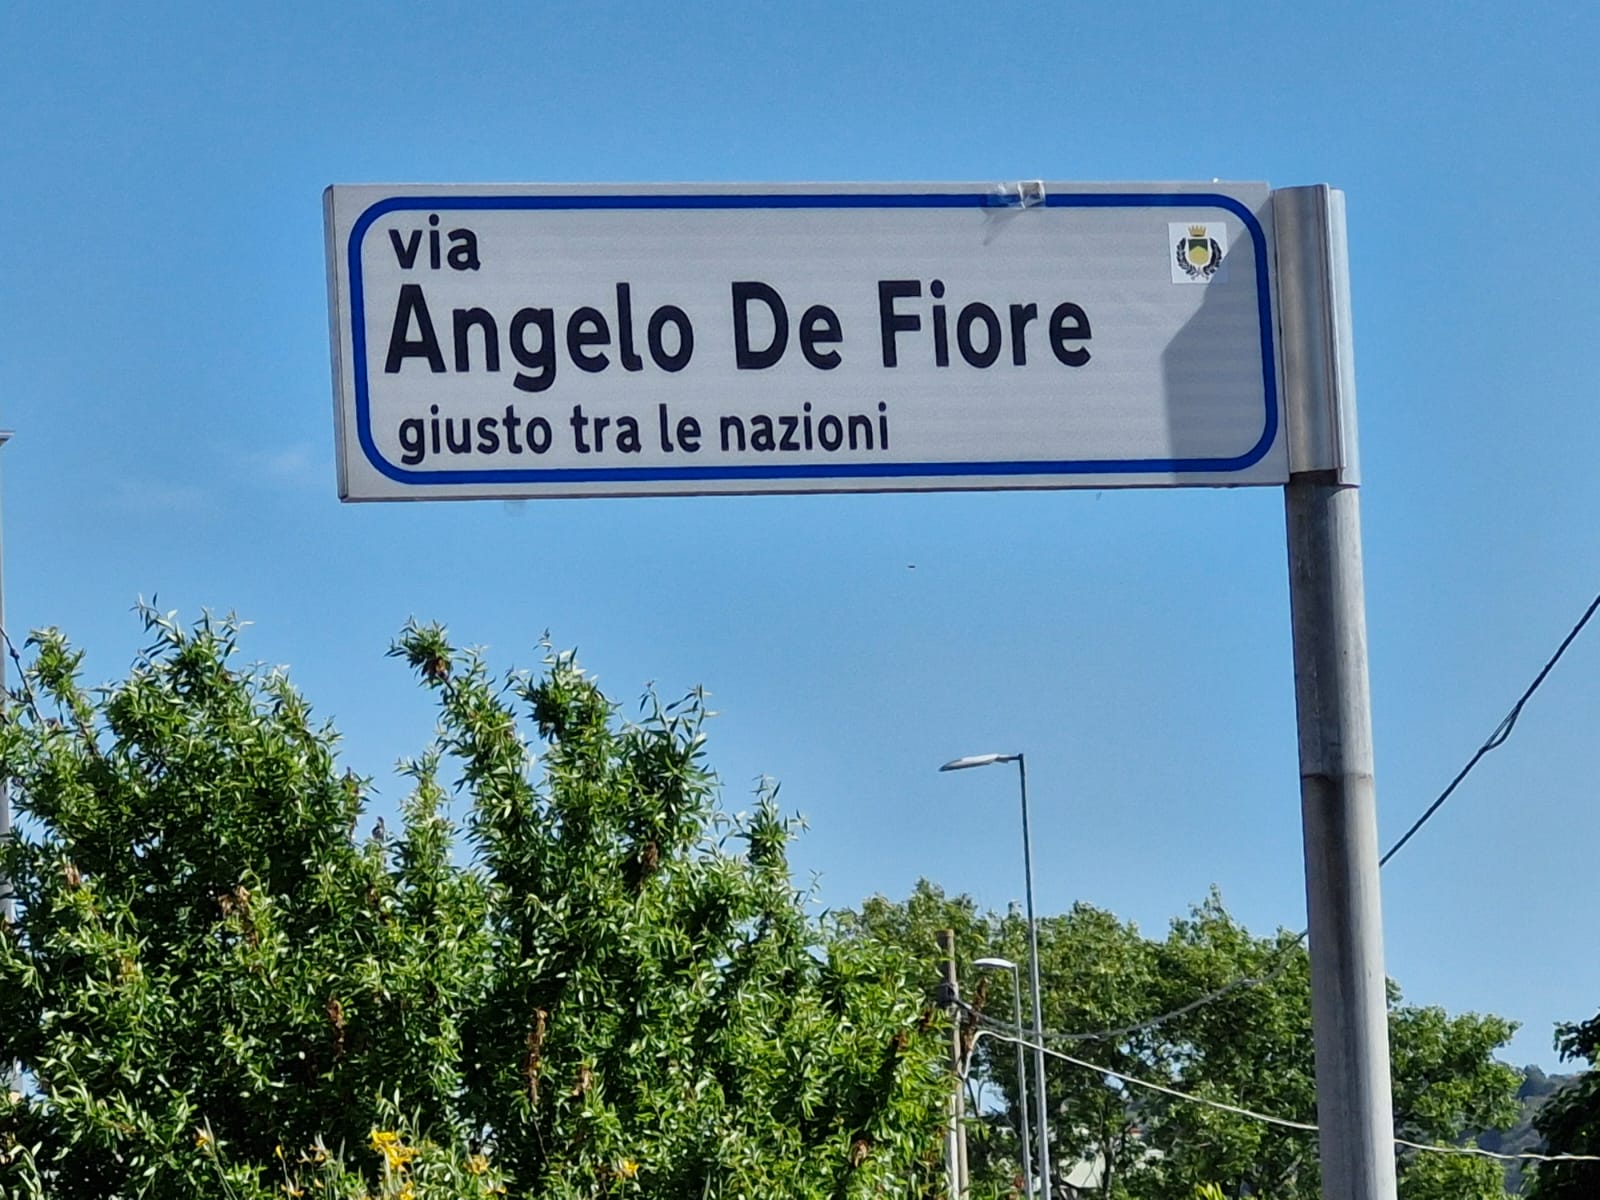 via
Angelo De Fiore
giusto tra le nazioni